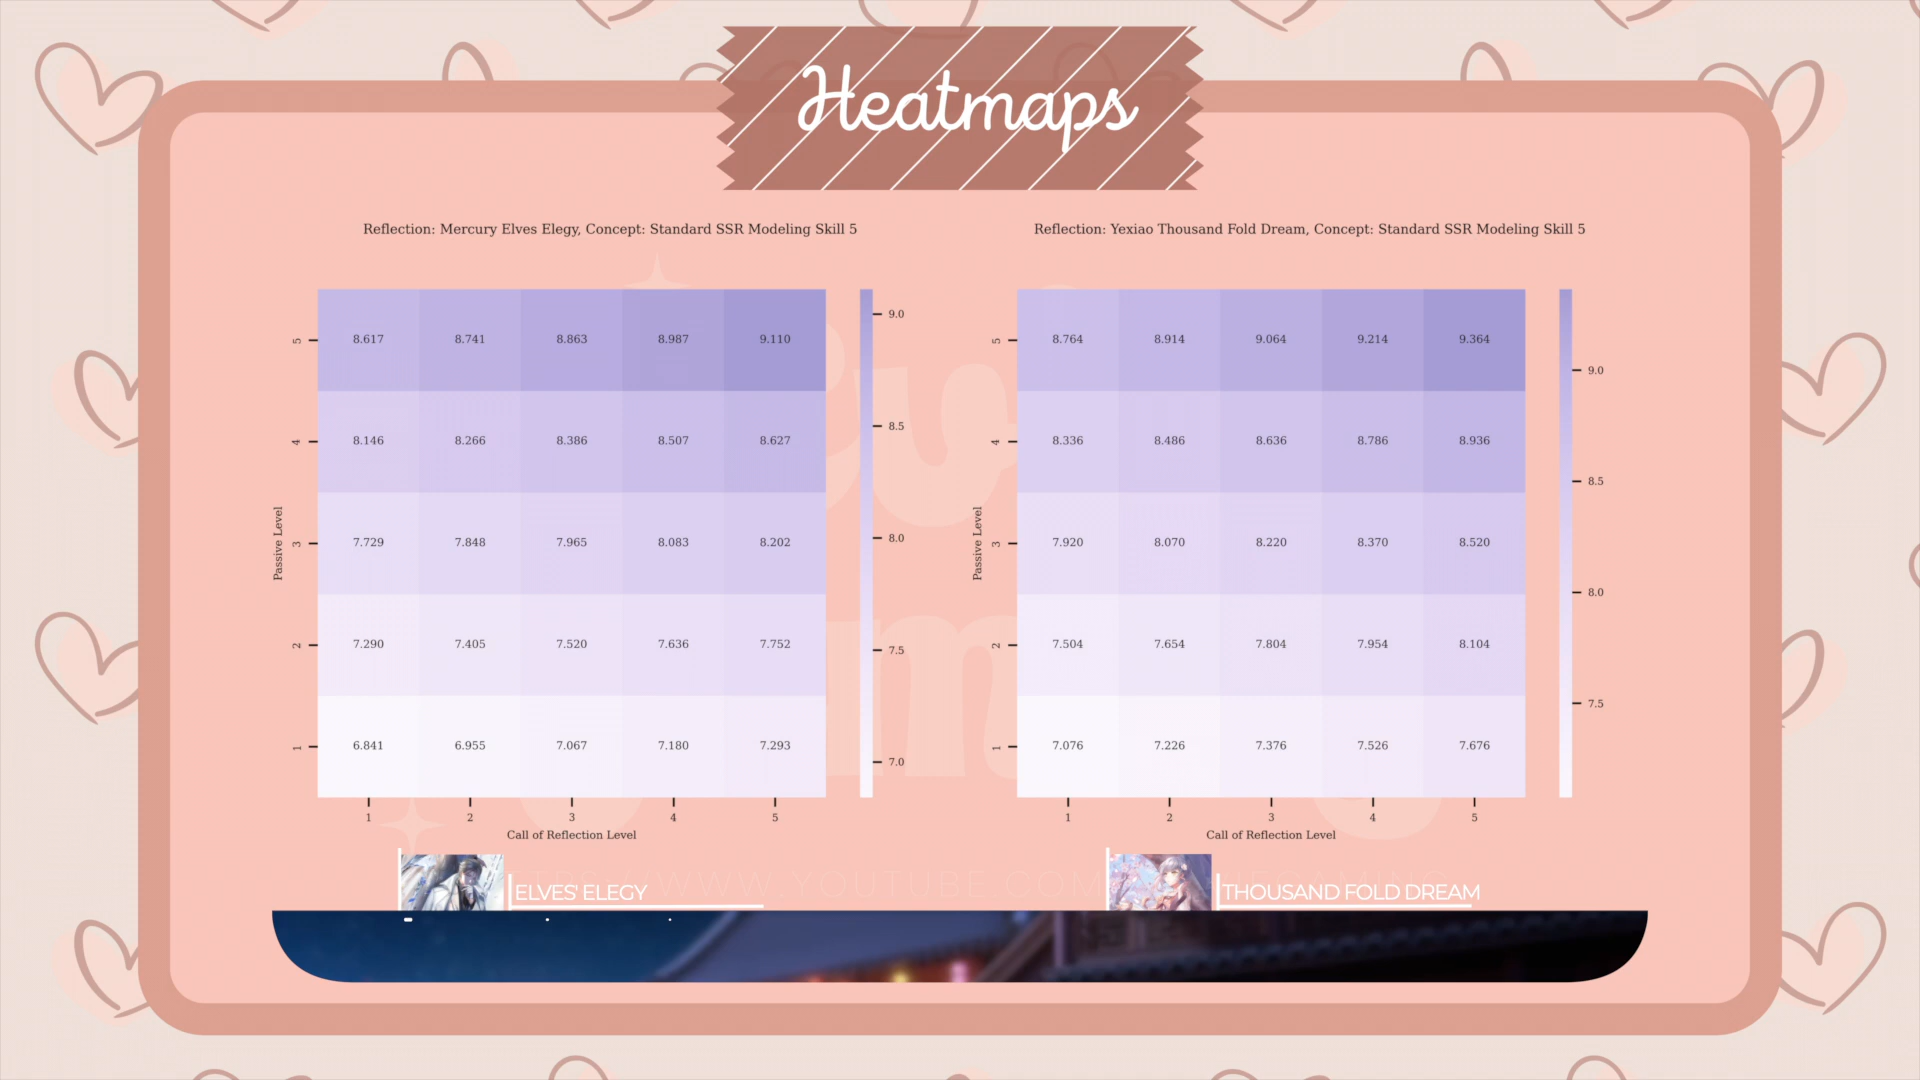 Heatmaps
Reflection: Mercury Elves Elegy, Concept: Standard SSR Modeling Skill 5
Passive Level
5 8.617 8.741 8.863 8.987 9.110
4 8.146 8.266 8.386 8.507 8.627
3 7.729 7.848 7.965 8.083 8.202
2 7.290 7.405 7.520 7.636 7.752
1 6.841 6.955 7.067 7.180 7.293
1 2 3 4 5
Call of Reflection Level
9.0
8.5
8.0
7.5
7.0
ELVES' ELEGY
Reflection: Yexiao Thousand Fold Dream, Concept: Standard SSR Modeling Skill 5
Passive Level
5 8.764 8.914 9.064 9.214 9.364
4 8.336 8.486 8.636 8.786 8.936
3 7.920 8.070 8.220 8.370 8.520
2 7.504 7.654 7.804 7.954 8.104
1 7.076 7.226 7.376 7.526 7.676
1 2 3 4 5
Call of Reflection Level
9.0
8.5
8.0
7.5
THOUSAND FOLD DREAM